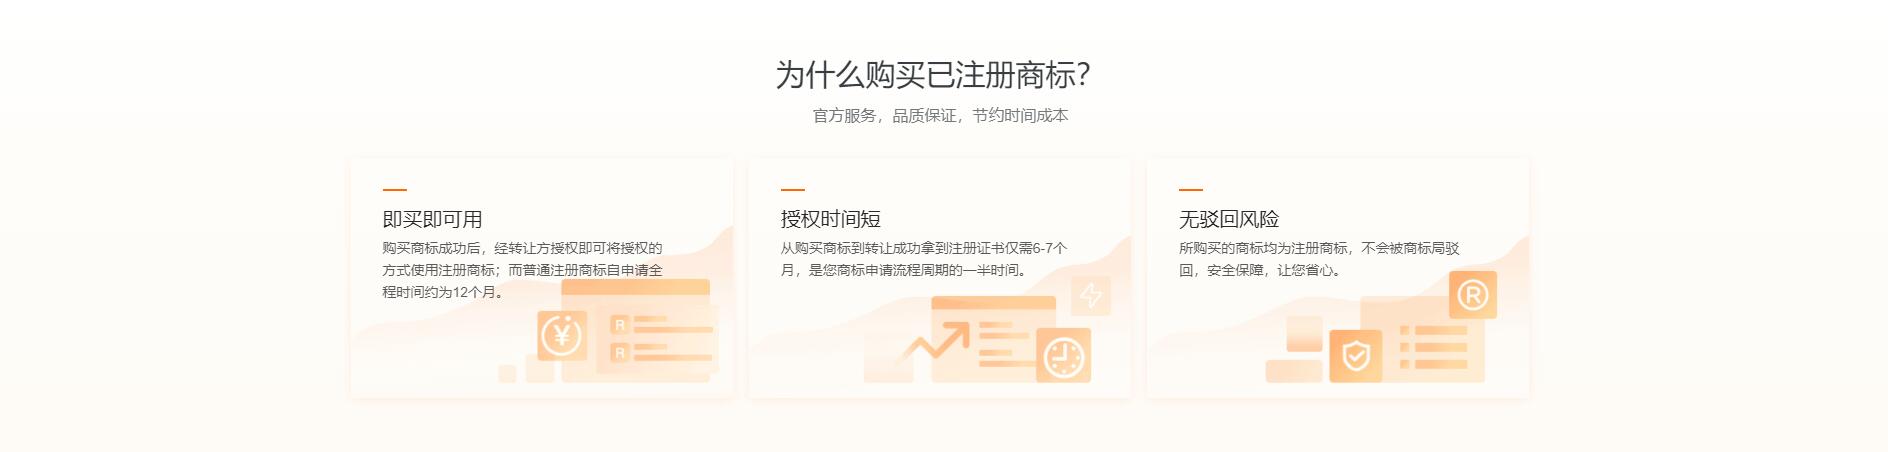 为什么购买已注册商标？
官方服务，品质保证，节约时间成本
即买即可用
购买商标成功后，经转让方授权即可将授权的
方式使用注册商标；而普通注册商标自申请全
程时间约为12个月。
¥
R
R
授权时间短
从购买商标到转让成功拿到注册证书仅需6-7个
月，是您商标申请流程周期的一半时间。
无驳回风险
所购买的商标均为注册商标，不会被商标局驳
回，安全保障，让您省心。
®